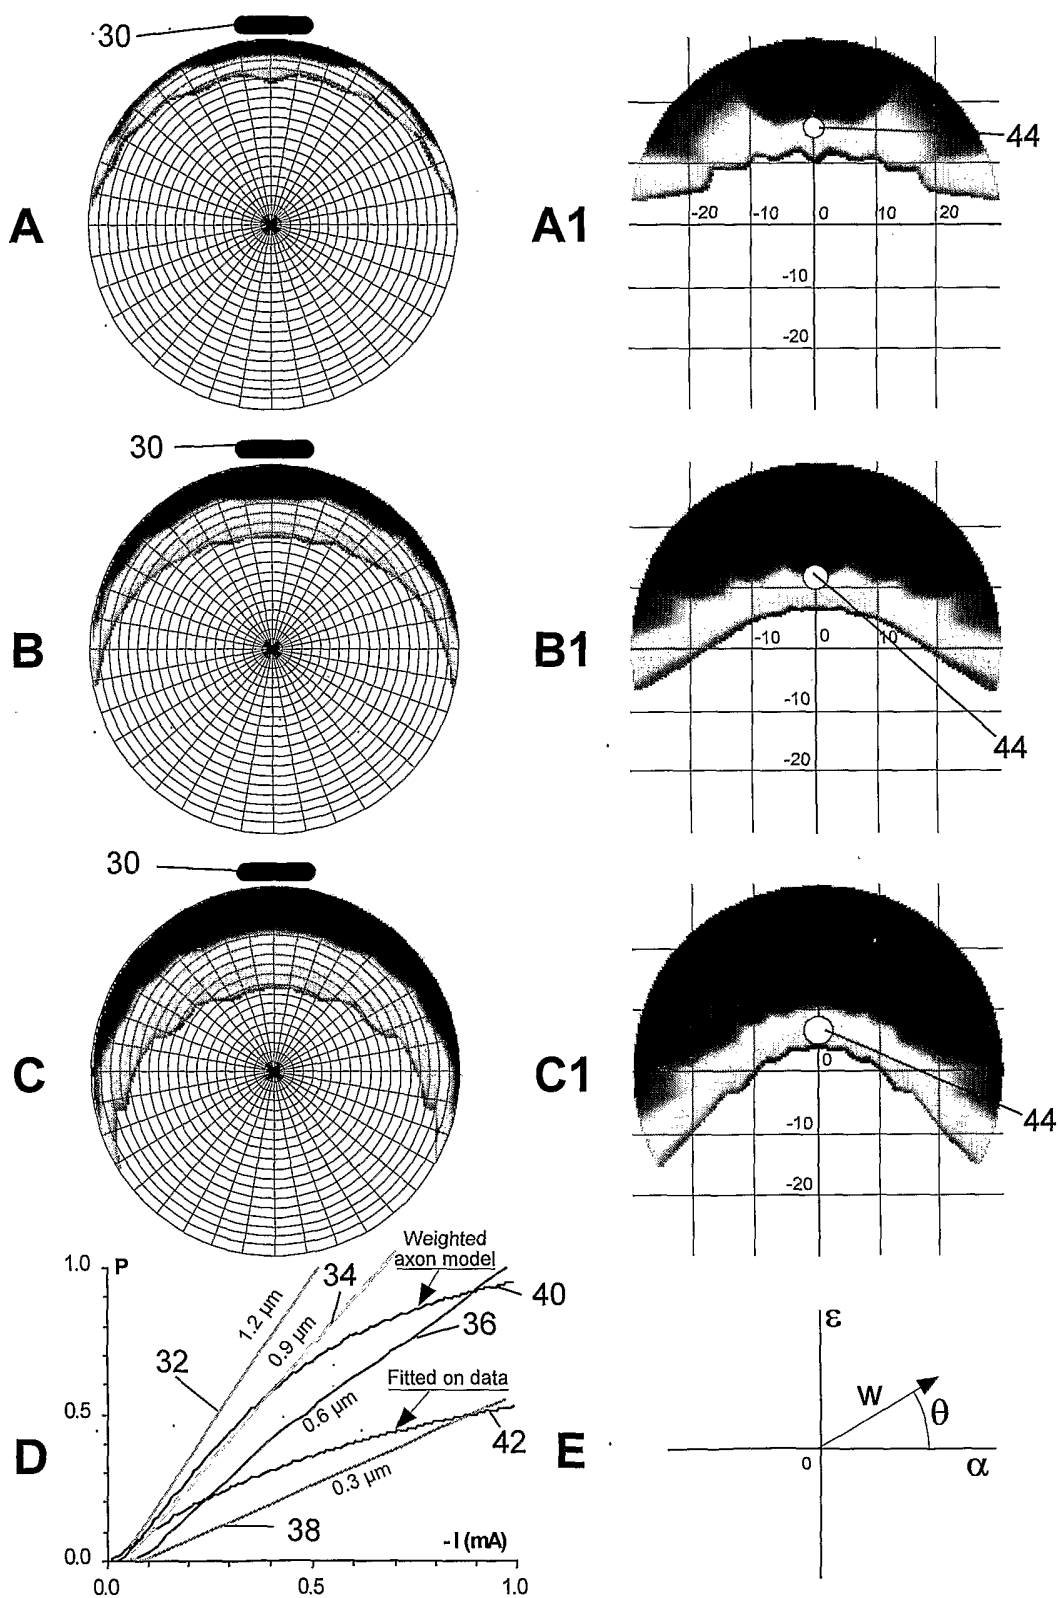 30
A
44
-20 -10 0 10 20
A1
-10
-20
30
B
-10 0 10
B1
-10
44
-20
30
C
0
C1
-10
44
-20
Weighted
axon model
1.0 P
34
40
1.2 µm
0.9 µm
36
32
Fitted on data
0.5
0.6 µm
42
D
0.3 µm
38
- I (mA)
0.0
0.0 0.5 1.0
ε
W
θ
E
0
α